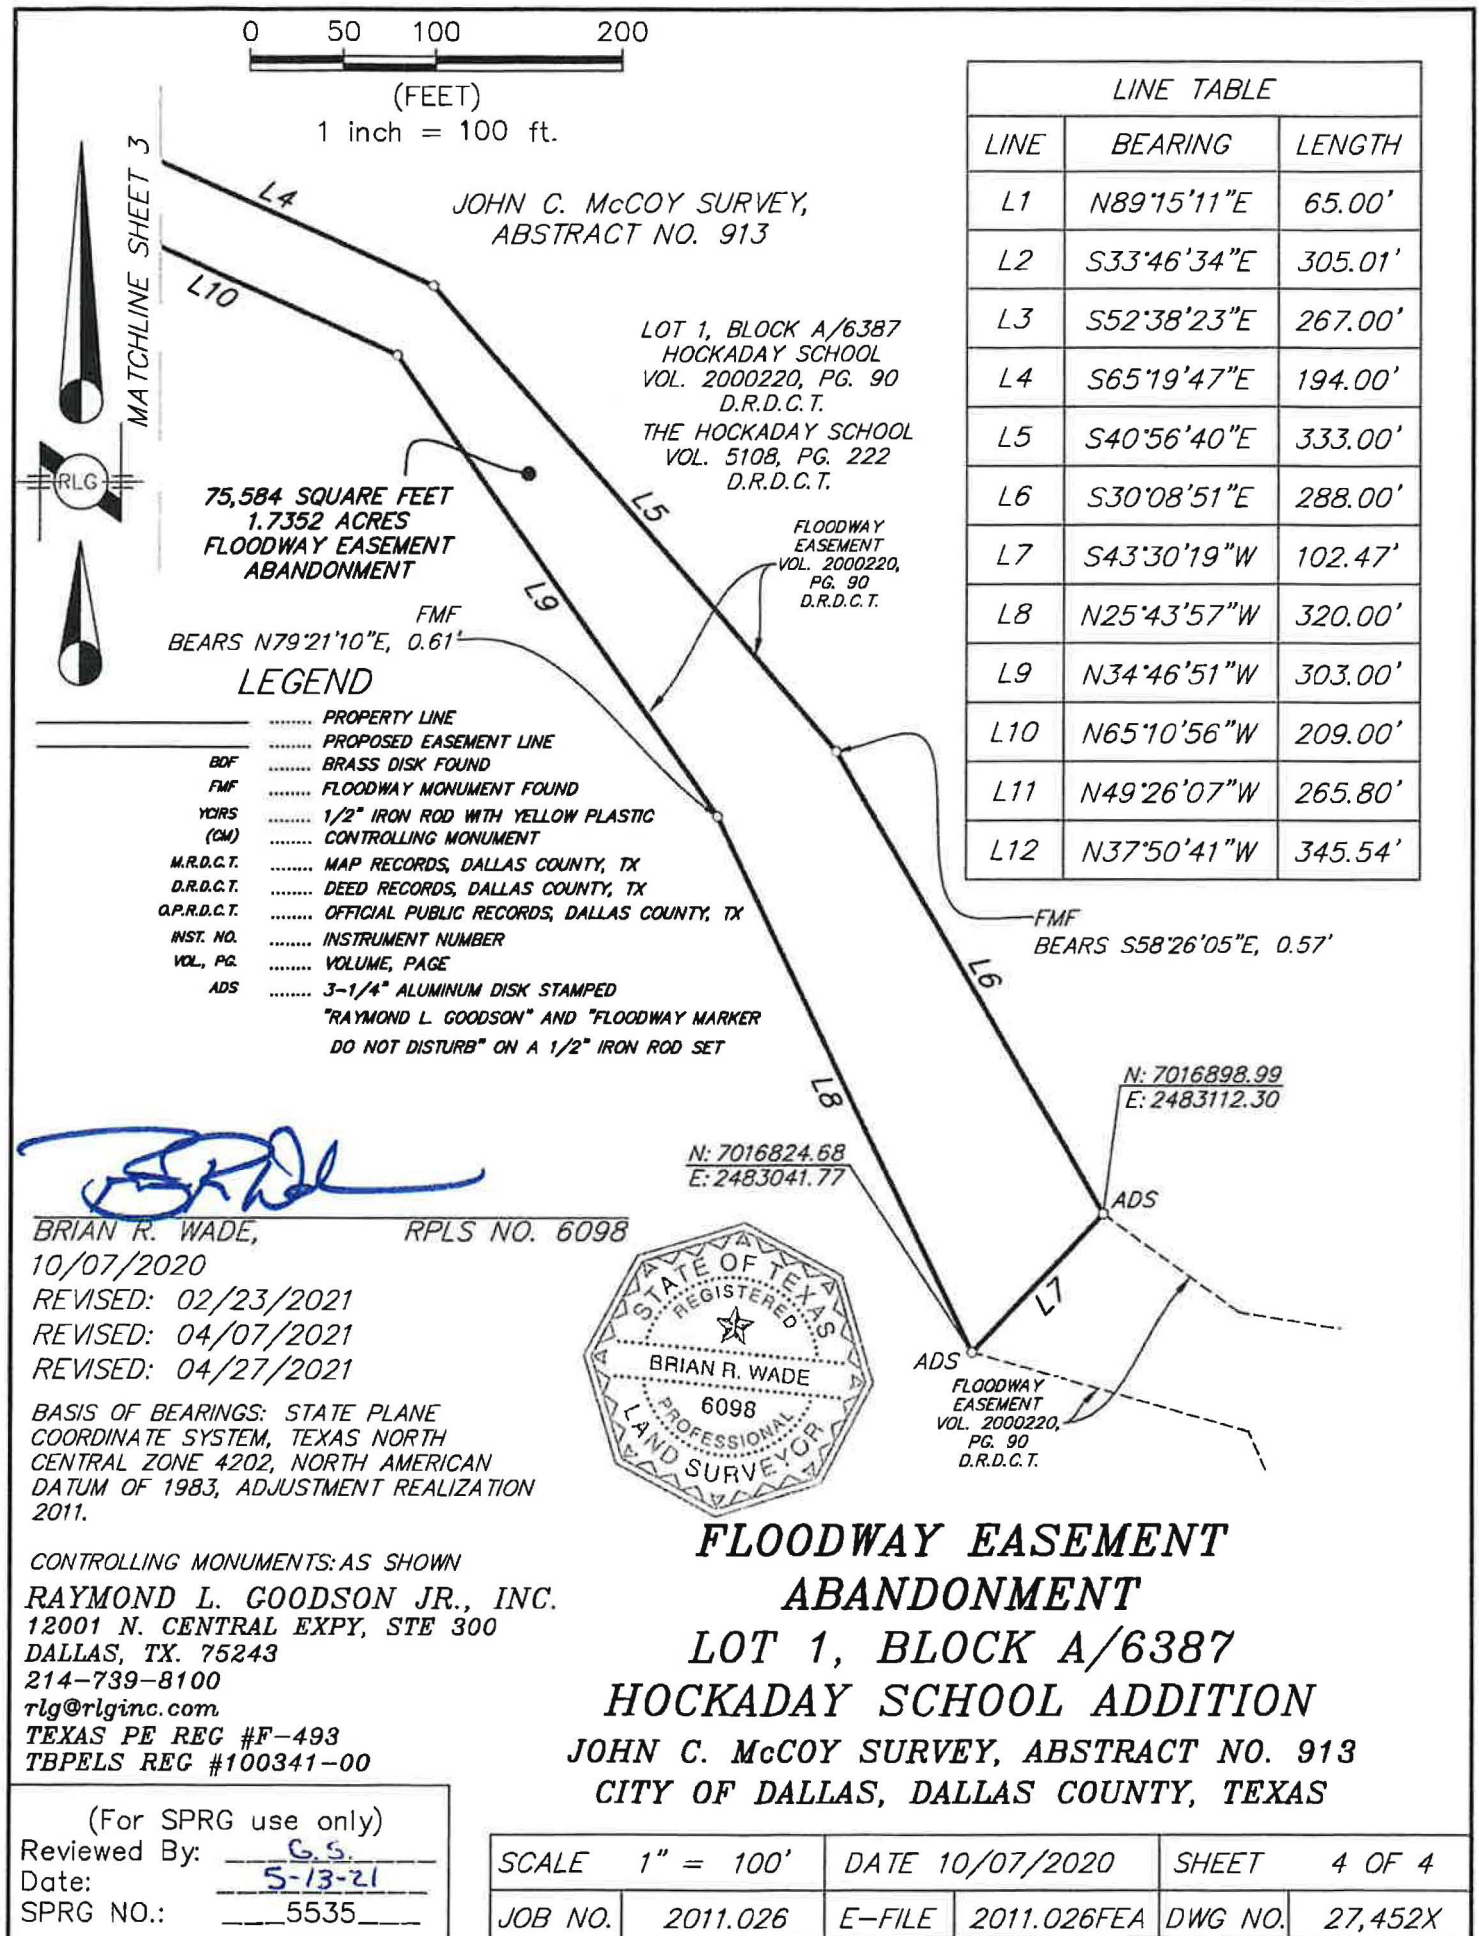 0 50 100 200
(FEET)
1 inch = 100 ft.
MATCHLINE SHEET 3
L4
L10
JOHN C. McCOY SURVEY,
ABSTRACT NO. 913
LOT 1, BLOCK A/6387
HOCKADAY SCHOOL
VOL. 2000220, PG. 90
D.R.D.C.T.
THE HOCKADAY SCHOOL
VOL. 5108, PG. 222
D.R.D.C.T.
RLG
75,584 SQUARE FEET
1.7352 ACRES
FLOODWAY EASEMENT
ABANDONMENT
L5
L9
FLOODWAY
EASEMENT
VOL. 2000220,
PG. 90
D.R.D.C.T.
FMF
BEARS N79°21'10"E, 0.61'
LINE TABLE
LINE BEARING LENGTH
L1 N89°15'11"E 65.00'
L2 S33°46'34"E 305.01'
L3 S52°38'23"E 267.00'
L4 S65°19'47"E 194.00'
L5 S40°56'40"E 333.00'
L6 S30°08'51"E 288.00'
L7 S43°30'19"W 102.47'
L8 N25°43'57"W 320.00'
L9 N34°46'51"W 303.00'
L10 N65°10'56"W 209.00'
L11 N49°26'07"W 265.80'
L12 N37°50'41"W 345.54'
LEGEND
........ PROPERTY LINE
........ PROPOSED EASEMENT LINE
BDF ........ BRASS DISK FOUND
FMF ........ FLOODWAY MONUMENT FOUND
YCIRS ........ 1/2" IRON ROD WITH YELLOW PLASTIC
(CM) ........ CONTROLLING MONUMENT
M.R.D.C.T. ........ MAP RECORDS, DALLAS COUNTY, TX
D.R.D.C.T. ........ DEED RECORDS, DALLAS COUNTY, TX
O.P.R.D.C.T. ........ OFFICIAL PUBLIC RECORDS, DALLAS COUNTY, TX
INST. NO. ........ INSTRUMENT NUMBER
VOL., PG. ........ VOLUME, PAGE
ADS ........ 3-1/4" ALUMINUM DISK STAMPED
"RAYMOND L. GOODSON" AND "FLOODWAY MARKER
DO NOT DISTURB" ON A 1/2" IRON ROD SET
FMF
BEARS S58°26'05"E, 0.57'
L6
L8
N: 7016898.99
E: 2483112.30
N: 7016824.68
E: 2483041.77
ADS
L7
ADS
FLOODWAY
EASEMENT
VOL. 2000220,
PG. 90
D.R.D.C.T.
BRIAN R. WADE, RPLS NO. 6098
10/07/2020
REVISED: 02/23/2021
REVISED: 04/07/2021
REVISED: 04/27/2021
STATE OF TEXAS
REGISTERED
BRIAN R. WADE
6098
PROFESSIONAL
LAND SURVEYOR
BASIS OF BEARINGS: STATE PLANE
COORDINATE SYSTEM, TEXAS NORTH
CENTRAL ZONE 4202, NORTH AMERICAN
DATUM OF 1983, ADJUSTMENT REALIZATION
2011.
CONTROLLING MONUMENTS: AS SHOWN
RAYMOND L. GOODSON JR., INC.
12001 N. CENTRAL EXPY, STE 300
DALLAS, TX. 75243
214-739-8100
rlg@rlginc.com
TEXAS PE REG #F-493
TBPELS REG #100341-00
FLOODWAY EASEMENT
ABANDONMENT
LOT 1, BLOCK A/6387
HOCKADAY SCHOOL ADDITION
JOHN C. McCOY SURVEY, ABSTRACT NO. 913
CITY OF DALLAS, DALLAS COUNTY, TEXAS
(For SPRG use only)
Reviewed By: G.S.
Date: 5-13-21
SPRG NO.: 5535
SCALE 1" = 100' DATE 10/07/2020 SHEET 4 OF 4
JOB NO. 2011.026 E-FILE 2011.026FEA DWG NO. 27,452X